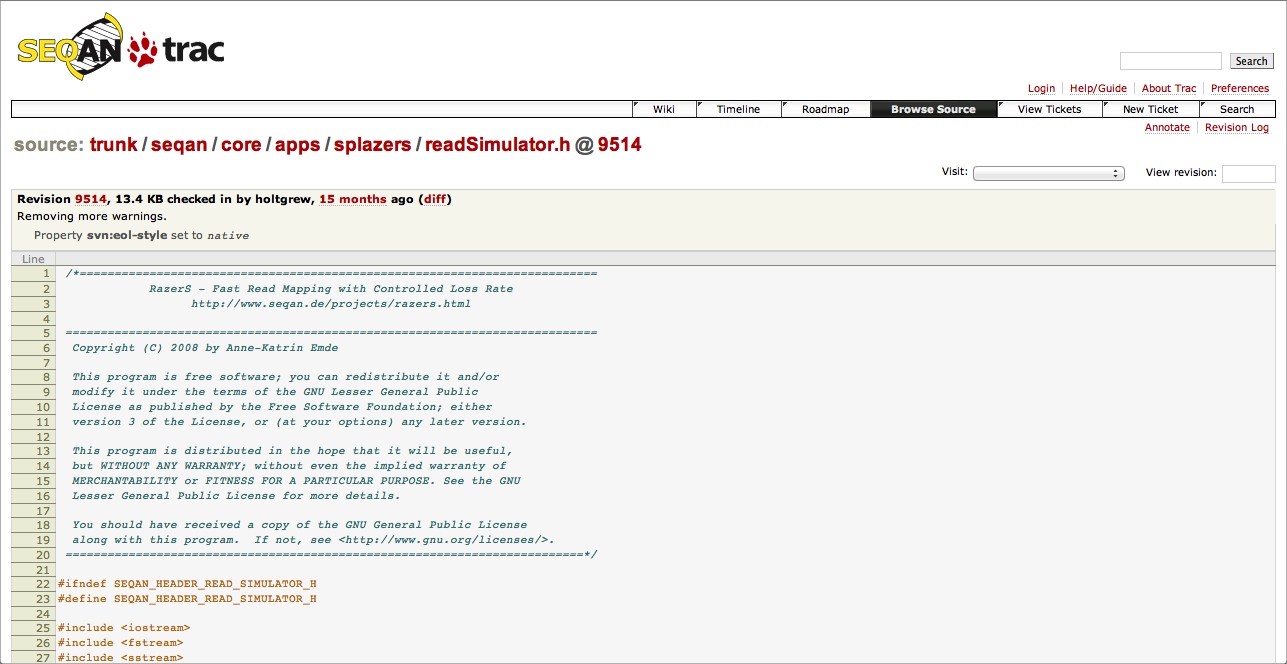 SEQAN trac
Search
Login Help/Guide About Trac Preferences
Wiki Timeline Roadmap Browse Source View Tickets New Ticket Search
Annotate Revision Log
source: trunk / seqan / core / apps / splazers / readSimulator.h @ 9514
Visit: View revision:
Revision 9514, 13.4 KB checked in by holtgrew, 15 months ago (diff)
Removing more warnings.
Property svn:eol-style set to native
Line
1 /*==========================================================================
2 RazerS - Fast Read Mapping with Controlled Loss Rate
3 http://www.seqan.de/projects/razers.html
4
5 ============================================================================
6 Copyright (C) 2008 by Anne-Katrin Emde
7
8 This program is free software; you can redistribute it and/or
9 modify it under the terms of the GNU Lesser General Public
10 License as published by the Free Software Foundation; either
11 version 3 of the License, or (at your options) any later version.
12
13 This program is distributed in the hope that it will be useful,
14 but WITHOUT ANY WARRANTY; without even the implied warranty of
15 MERCHANTABILITY or FITNESS FOR A PARTICULAR PURPOSE. See the GNU
16 Lesser General Public License for more details.
17
18 You should have received a copy of the GNU General Public License
19 along with this program. If not, see <http://www.gnu.org/licenses/>.
20 ==========================================================================*/
21
22 #ifndef SEQAN_HEADER_READ_SIMULATOR_H
23 #define SEQAN_HEADER_READ_SIMULATOR_H
24
25 #include <iostream>
26 #include <fstream>
27 #include <sstream>